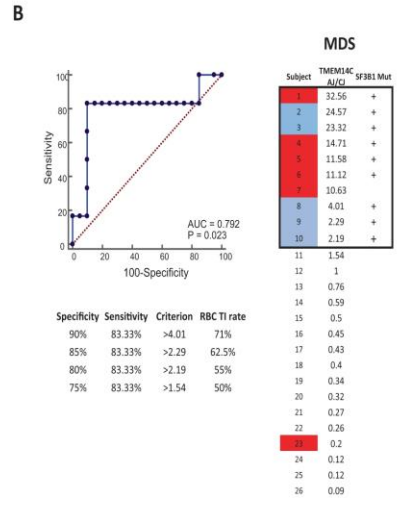 B
100
80
60
40
20
0
Sensitivity
AUC = 0.792
P = 0.023
0 20 40 60 80 100
100-Specificity
Specificity Sensitivity Criterion RBC TI rate
90% 83.33% >4.01 71%
85% 83.33% >2.29 62.5%
80% 83.33% >2.19 55%
75% 83.33% >1.54 50%
MDS
Subject TMEM14C AJ/CJ SF3B1 Mut
1 32.56 +
2 24.57 +
3 23.32 +
4 14.71 +
5 11.58 +
6 11.12 +
7 10.63
8 4.01 +
9 2.29 +
10 2.19 +
11 1.54
12 1
13 0.76
14 0.59
15 0.5
16 0.45
17 0.43
18 0.4
19 0.34
20 0.32
21 0.27
22 0.26
23 0.2
24 0.12
25 0.12
26 0.09